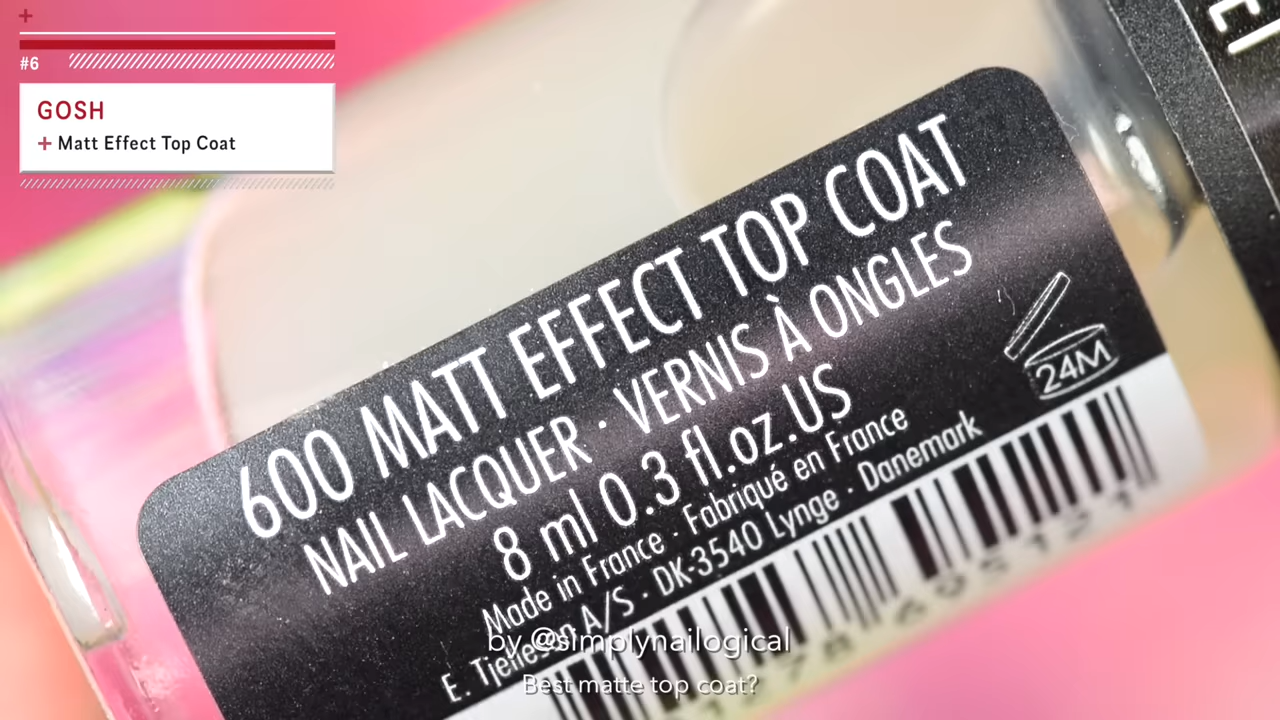 #6
GOSH
+ Matt Effect Top Coat
600 MATT EFFECT TOP COAT
NAIL LACQUER · VERNIS À ONGLES
8 ml 0.3 fl.oz.US
Made in France · Fabriqué en France
E. Tjellesen A/S · DK-3540 Lynge · Danemark
24M
by @simplynailogical
Best matte top coat?